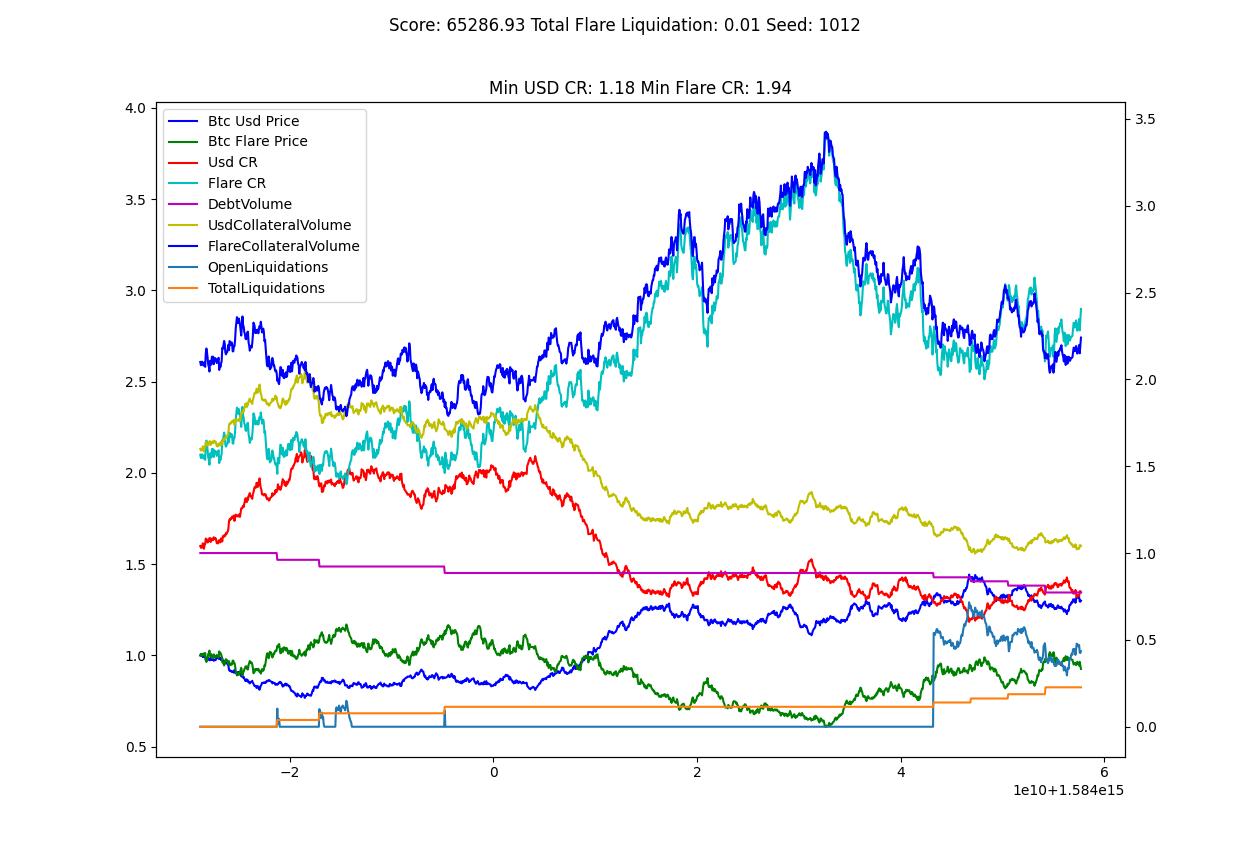 Score: 65286.93 Total Flare Liquidation: 0.01 Seed: 1012
Min USD CR: 1.18 Min Flare CR: 1.94
4.0
3.5
3.0
2.5
2.0
1.5
1.0
0.5
Btc Usd Price
Btc Flare Price
Usd CR
Flare CR
DebtVolume
UsdCollateralVolume
FlareCollateralVolume
OpenLiquidations
TotalLiquidations
3.5
3.0
2.5
2.0
1.5
1.0
0.5
0.0
−2 0 2 4 6
1e10+1.584e15